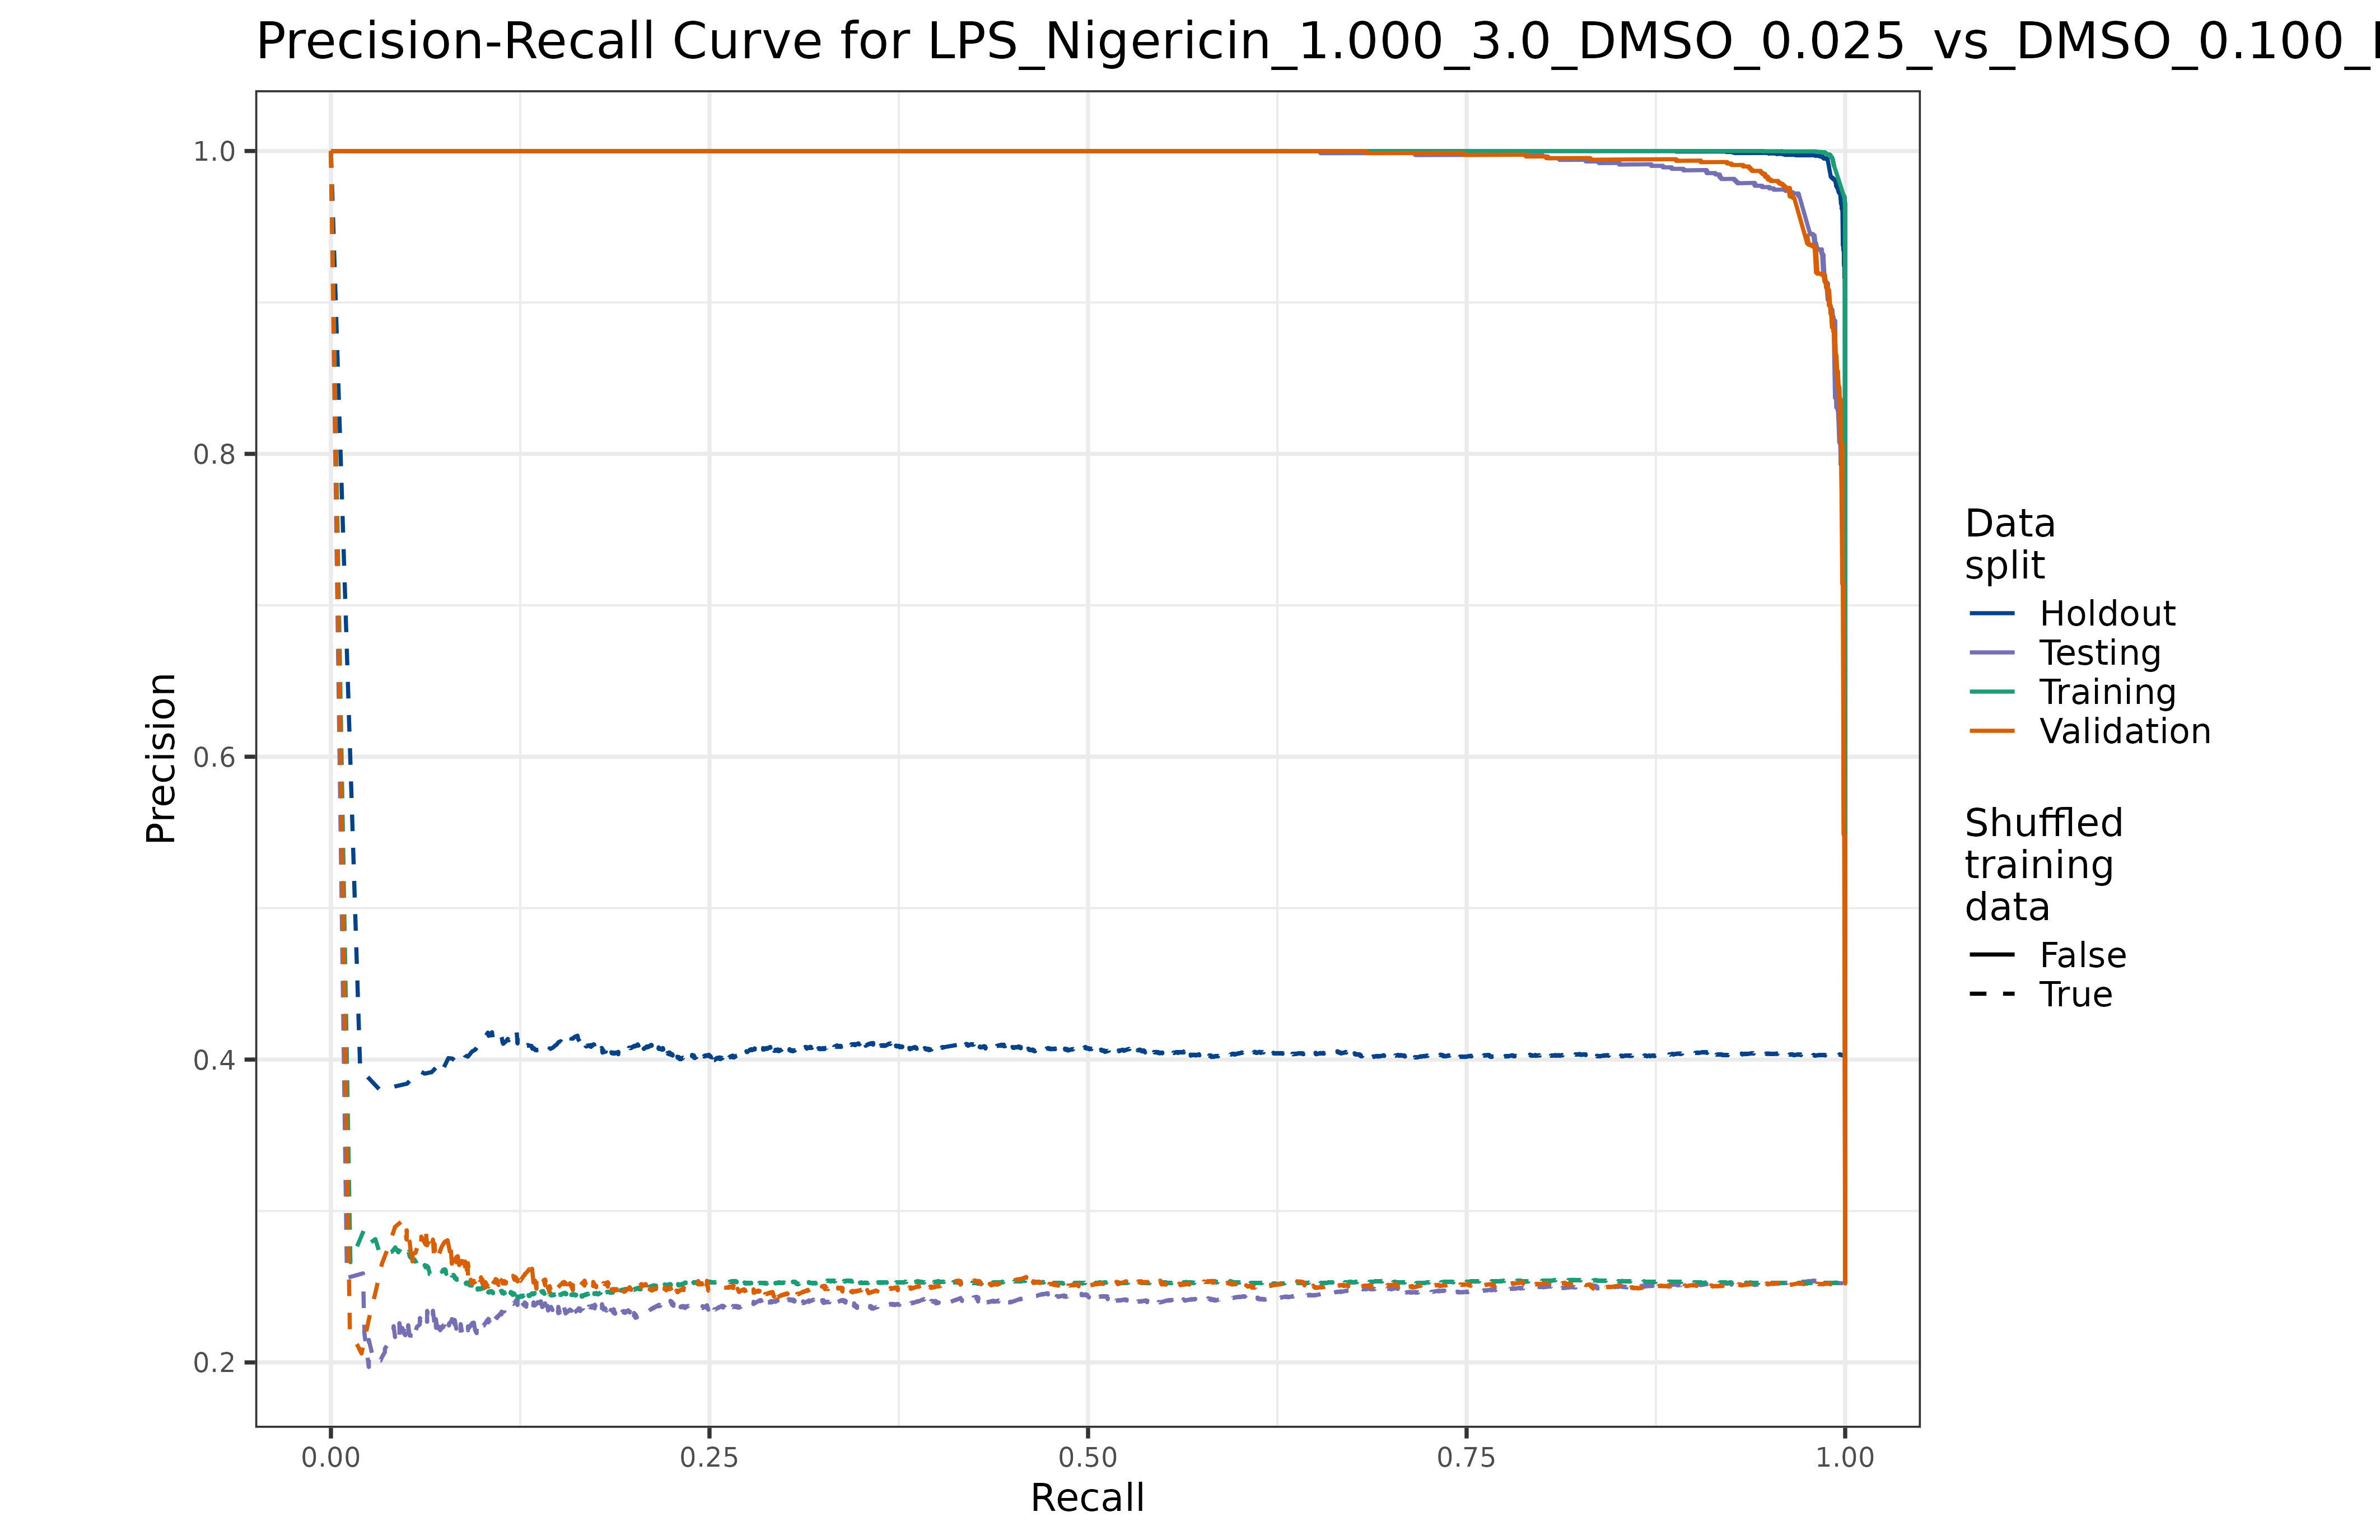 Precision-Recall Curve for LPS_Nigericin_1.000_3.0_DMSO_0.025_vs_DMSO_0.100_
1.0
0.8
0.6
0.4
0.2
Precision
0.00
0.25
0.50
0.75
1.00
Recall
Data
split
Holdout
Testing
Training
Validation
Shuffled
training
data
False
True